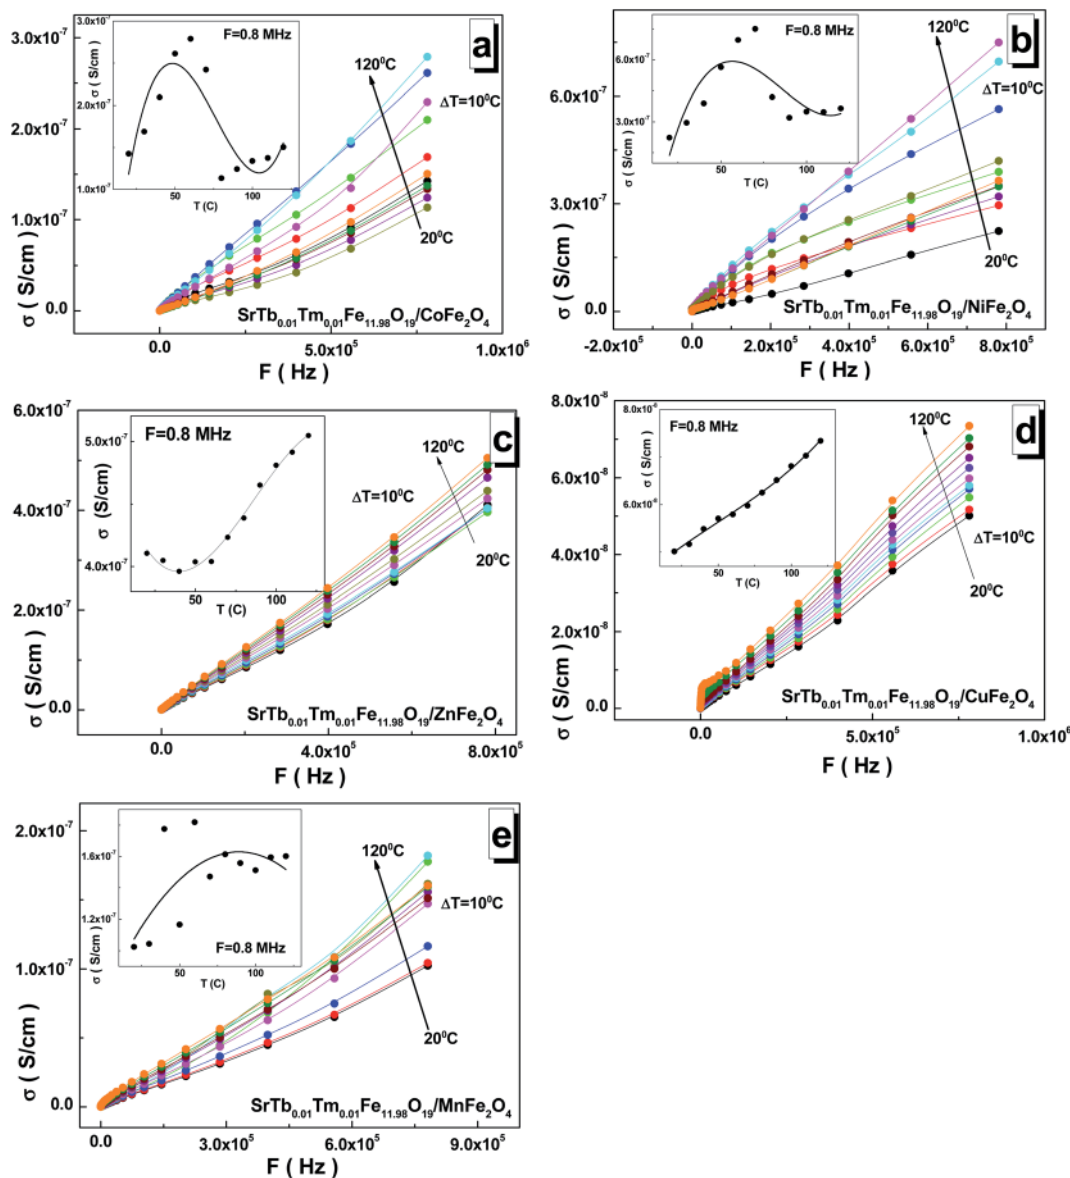 a
F=0.8 MHz
3.0x10⁻⁷
2.0x10⁻⁷
1.0x10⁻⁷
0.0
σ ( S/cm )
3.0x10⁻⁷
2.0x10⁻⁷
1.0x10⁻⁷
σ ( S/cm )
50
100
T (C)
120⁰C
ΔT=10⁰C
20⁰C
SrTb₀.₀₁Tm₀.₀₁Fe₁₁.₉₈O₁₉/CoFe₂O₄
0.0
5.0x10⁵
1.0x10⁶
F ( Hz )
b
F=0.8 MHz
6.0x10⁻⁷
3.0x10⁻⁷
0.0
σ ( S/cm )
6.0x10⁻⁷
3.0x10⁻⁷
σ ( S/cm )
50
100
T (C)
120⁰C
ΔT=10⁰C
20⁰C
SrTb₀.₀₁Tm₀.₀₁Fe₁₁.₉₈O₁₉/NiFe₂O₄
-2.0x10⁵
0.0
2.0x10⁵
4.0x10⁵
6.0x10⁵
8.0x10⁵
F ( Hz )
c
F=0.8 MHz
6.0x10⁻⁷
4.0x10⁻⁷
2.0x10⁻⁷
0.0
σ ( S/cm )
5.0x10⁻⁷
4.0x10⁻⁷
σ (S/cm)
50
100
T (C)
120⁰C
ΔT=10⁰C
20⁰C
SrTb₀.₀₁Tm₀.₀₁Fe₁₁.₉₈O₁₉/ZnFe₂O₄
0.0
4.0x10⁵
8.0x10⁵
F ( Hz )
d
F=0.8 MHz
8.0x10⁻⁸
6.0x10⁻⁸
4.0x10⁻⁸
2.0x10⁻⁸
0.0
σ ( S/cm )
σ ( S/cm )
50
100
T (C)
120⁰C
ΔT=10⁰C
20⁰C
SrTb₀.₀₁Tm₀.₀₁Fe₁₁.₉₈O₁₉/CuFe₂O₄
0.0
5.0x10⁵
1.0x10⁶
F ( Hz )
e
F=0.8 MHz
2.0x10⁻⁷
1.0x10⁻⁷
0.0
σ ( S/cm )
1.6x10⁻⁷
1.2x10⁻⁷
σ ( S/cm )
50
100
T (C)
120⁰C
ΔT=10⁰C
20⁰C
SrTb₀.₀₁Tm₀.₀₁Fe₁₁.₉₈O₁₉/MnFe₂O₄
0.0
3.0x10⁵
6.0x10⁵
9.0x10⁵
F ( Hz )